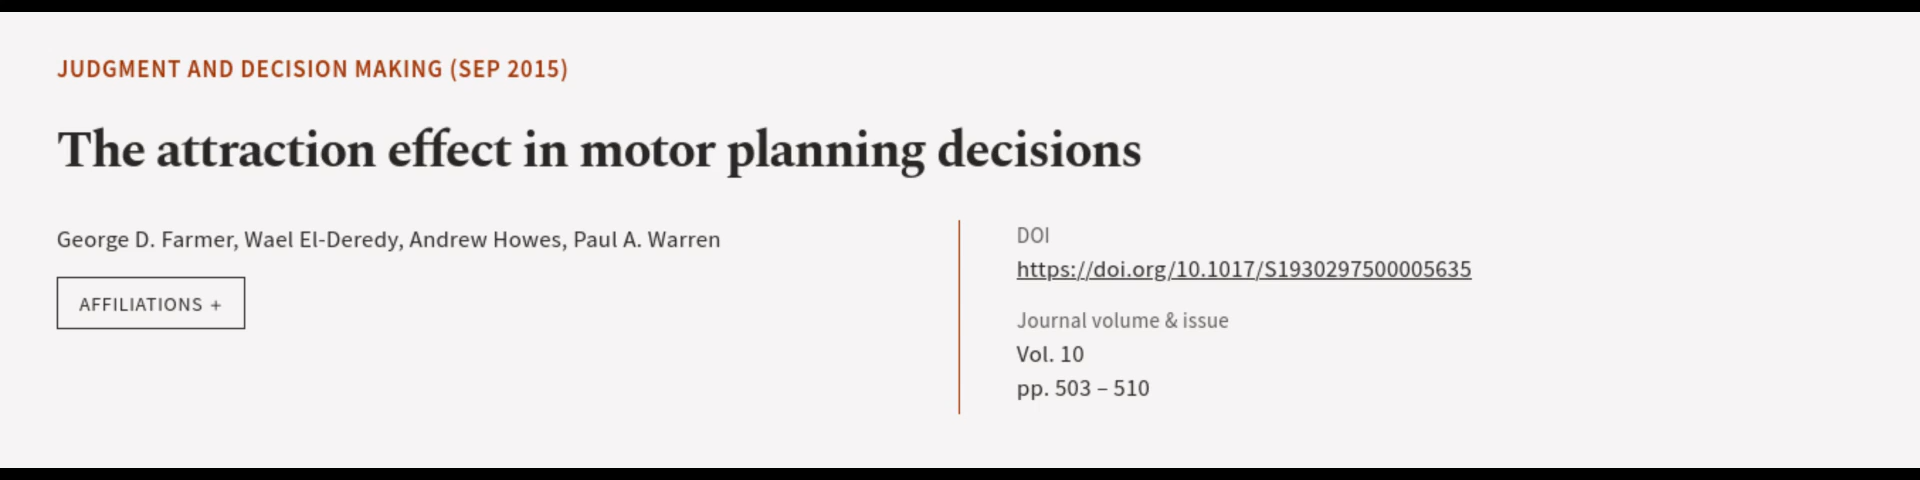 JUDGMENT AND DECISION MAKING (SEP 2015)
The attraction effect in motor planning decisions
George D. Farmer, Wael El-Deredy, Andrew Howes, Paul A. Warren
AFFILIATIONS +
DOI
https://doi.org/10.1017/S1930297500005635
Journal volume & issue
Vol. 10
pp. 503 – 510